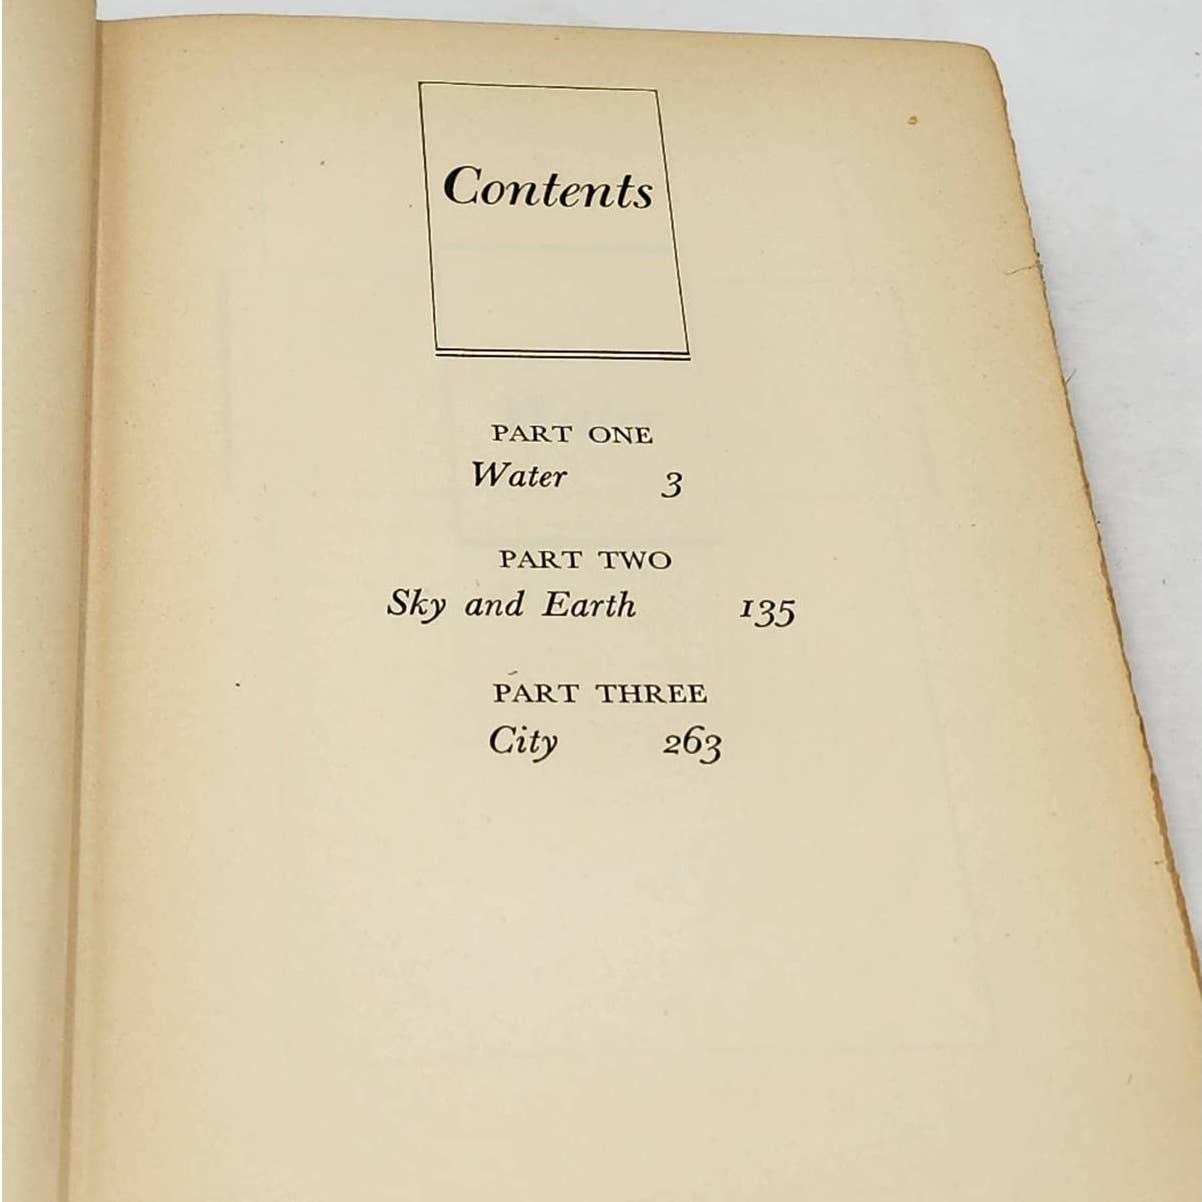 Contents
PART ONE
Water 3
PART TWO
Sky and Earth 135
PART THREE
City 263